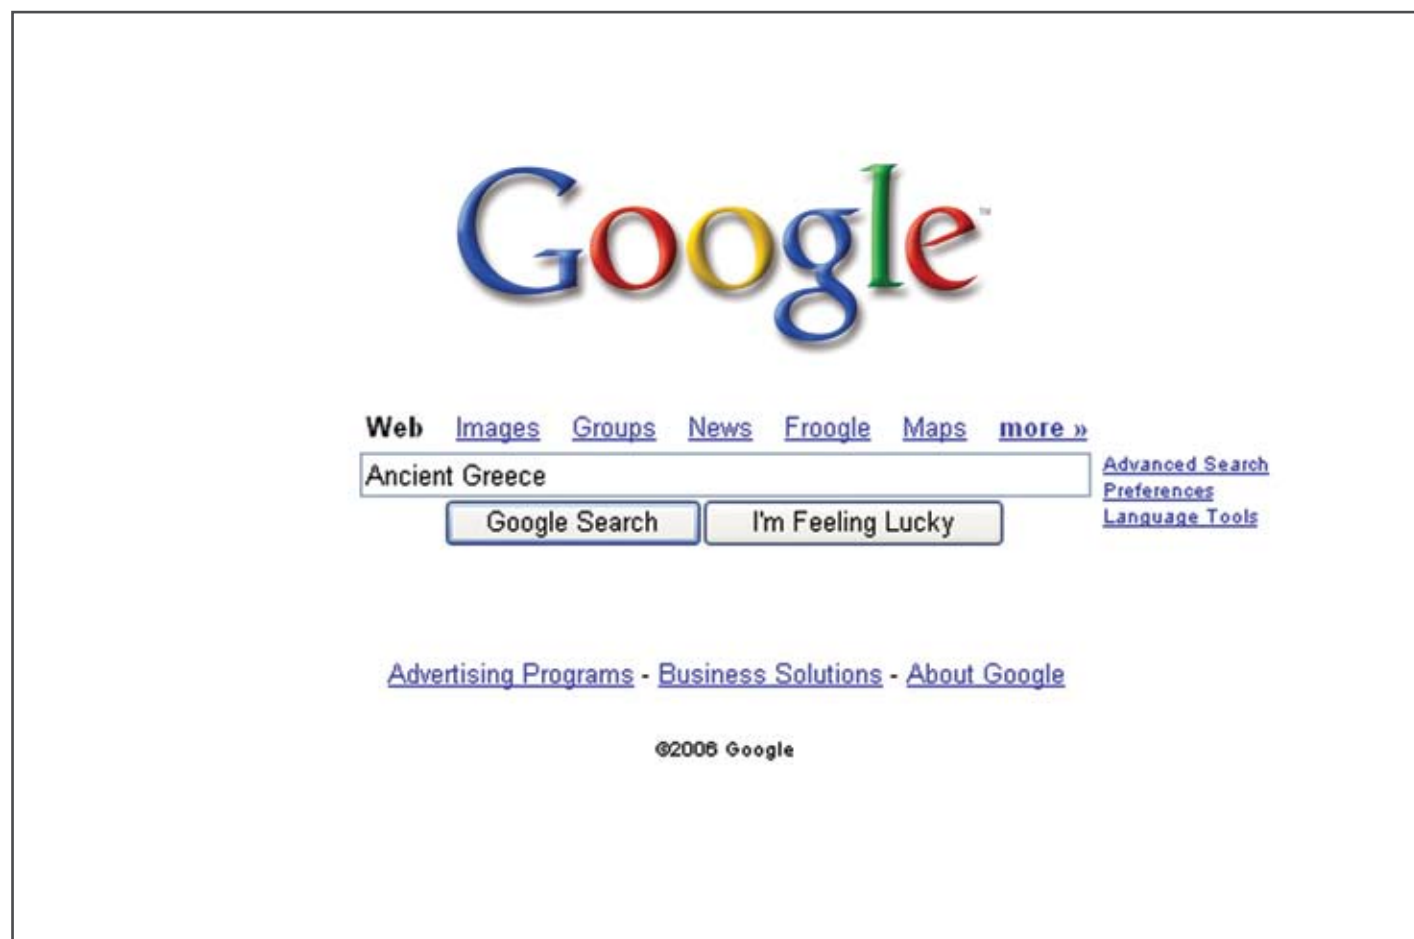 Google™
Web Images Groups News Froogle Maps more »
Ancient Greece
Advanced Search
Preferences
Language Tools
Google Search I'm Feeling Lucky
Advertising Programs - Business Solutions - About Google
©2006 Google